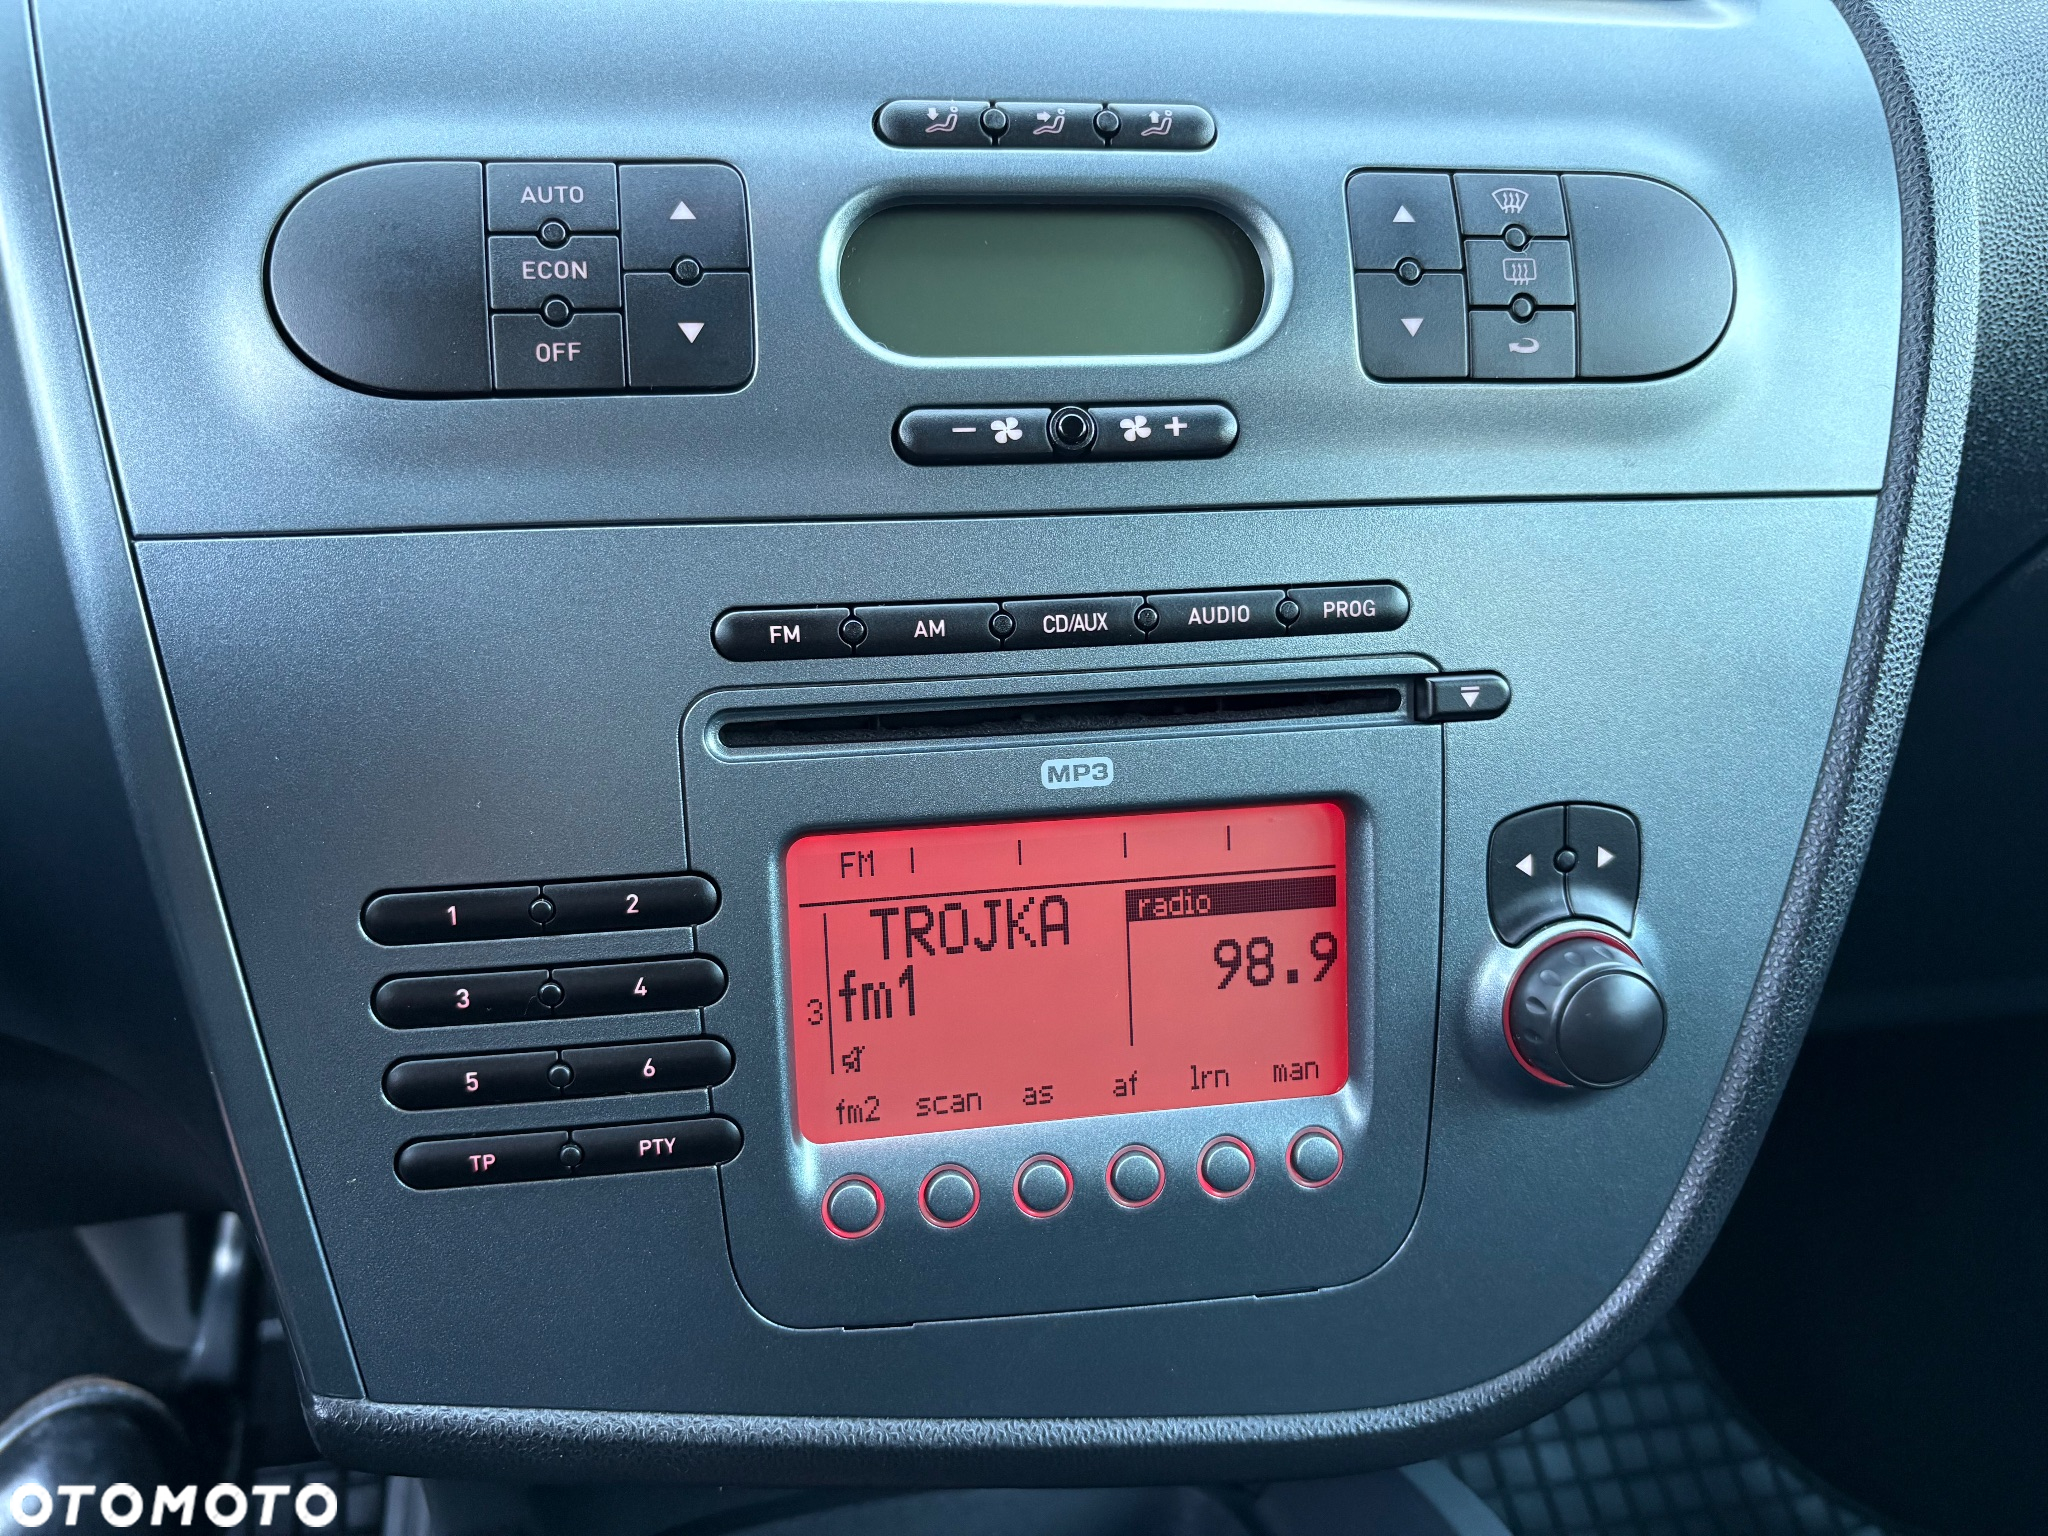 AUTO
ECON
OFF
- +
FM AM CD/AUX AUDIO PROG
MP3
FM
TROJKA radio
fm1 98.9
3
fm2 scan as af lrn man
1 2
3 4
5 6
TP PTY
OTOMOTO